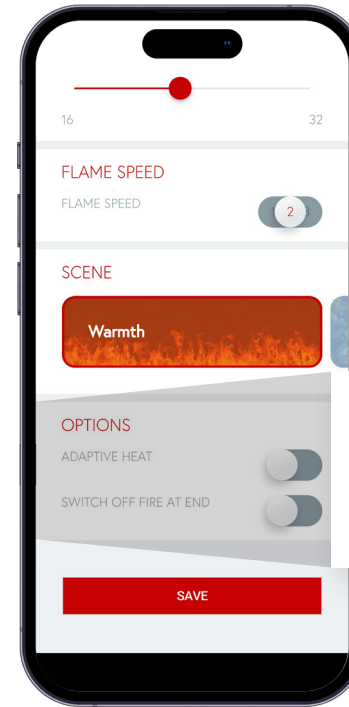 16 32
FLAME SPEED
FLAME SPEED 2
SCENE
Warmth
OPTIONS
ADAPTIVE HEAT
SWITCH OFF FIRE AT END
SAVE